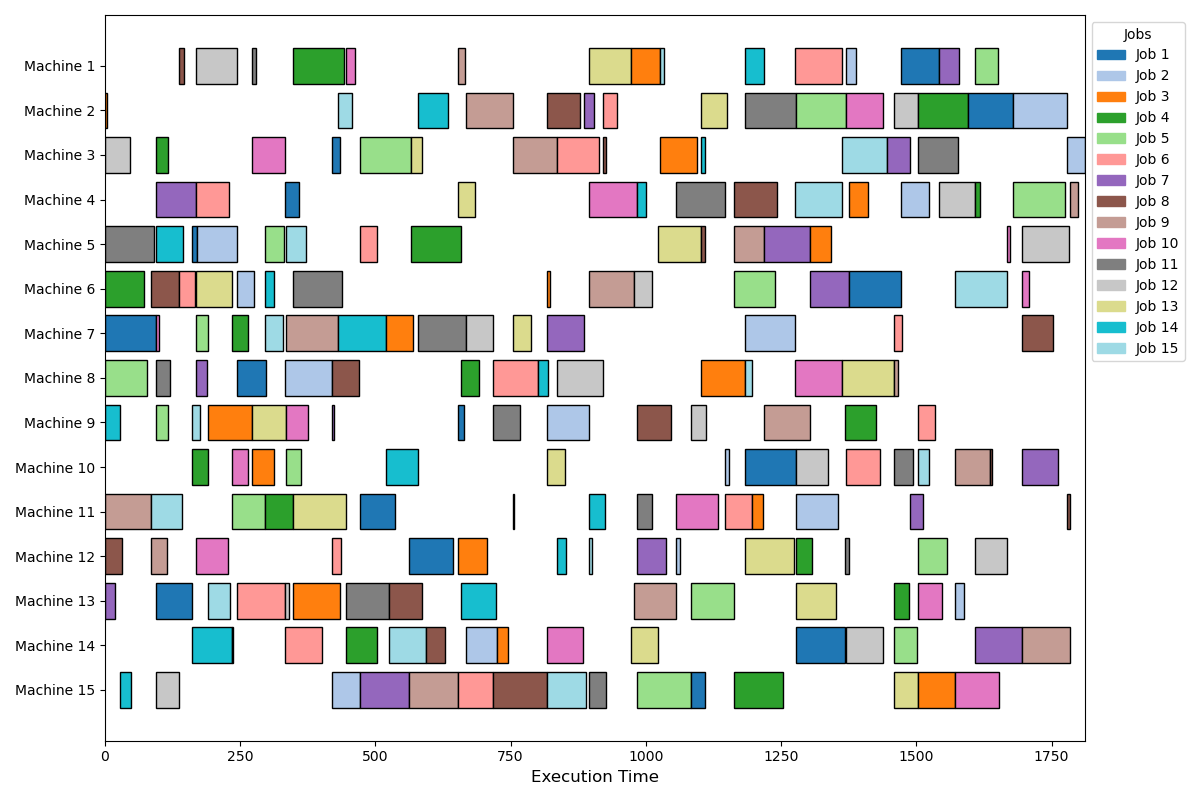 Machine 1
Machine 2
Machine 3
Machine 4
Machine 5
Machine 6
Machine 7
Machine 8
Machine 9
Machine 10
Machine 11
Machine 12
Machine 13
Machine 14
Machine 15
0 250 500 750 1000 1250 1500 1750
Execution Time
Jobs
Job 1
Job 2
Job 3
Job 4
Job 5
Job 6
Job 7
Job 8
Job 9
Job 10
Job 11
Job 12
Job 13
Job 14
Job 15